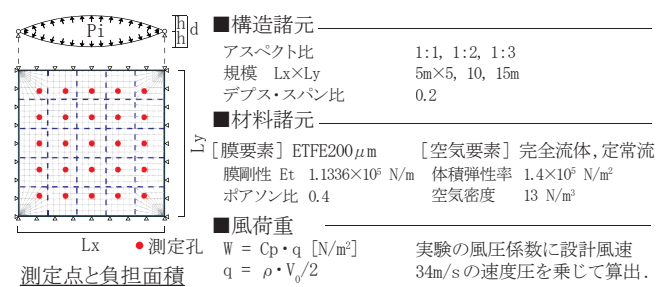 Pi
h
h
d
Ly
Lx
●測定孔
測定点と負担面積
■構造諸元
アスペクト比 1:1, 1:2, 1:3
規模 Lx×Ly 5m×5, 10, 15m
デプス・スパン比 0.2
■材料諸元
[膜要素] ETFE200μm [空気要素] 完全流体,定常流
膜剛性 Et 1.1336×10⁵ N/m 体積弾性率 1.4×10⁵ N/m²
ポアソン比 0.4 空気密度 13 N/m³
■風荷重
W = Cp・q [N/m²] 実験の風圧係数に設計風速
q = ρ・V₀/2 34m/sの速度圧を乗じて算出.